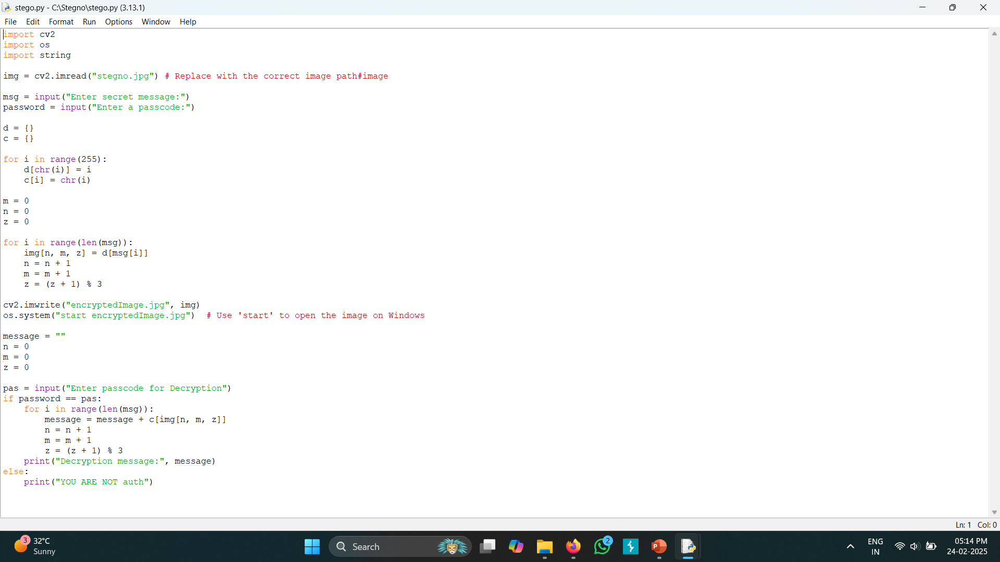 stego.py - C:\Stegno\stego.py (3.13.1)
File Edit Format Run Options Window Help
import cv2
import os
import string
img = cv2.imread("stegno.jpg") # Replace with the correct image path#image
msg = input("Enter secret message:")
password = input("Enter a passcode:")
d = {}
c = {}
for i in range(255):
    d[chr(i)] = i
    c[i] = chr(i)
m = 0
n = 0
z = 0
for i in range(len(msg)):
    img[n, m, z] = d[msg[i]]
    n = n + 1
    m = m + 1
    z = (z + 1) % 3
cv2.imwrite("encryptedImage.jpg", img)
os.system("start encryptedImage.jpg")  # Use 'start' to open the image on Windows
message = ""
n = 0
m = 0
z = 0
pas = input("Enter passcode for Decryption")
if password == pas:
    for i in range(len(msg)):
        message = message + c[img[n, m, z]]
        n = n + 1
        m = m + 1
        z = (z + 1) % 3
    print("Decryption message:", message)
else:
    print("YOU ARE NOT auth")
Ln: 1 Col: 0
3
32°C
Sunny
Search
2
P
ENG
IN
05:14 PM
24-02-2025